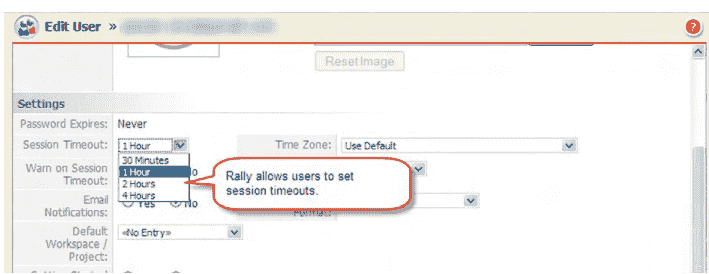 Edit User »
?
Reset Image
Settings
Password Expires: Never
Session Timeout: 1 Hour Time Zone: Use Default
30 Minutes
1 Hour
2 Hours
4 Hours
Warn on Session
Timeout:
Rally allows users to set
session timeouts.
Email
Notifications: Yes No
Format:
Default
Workspace /
Project:
«No Entry»